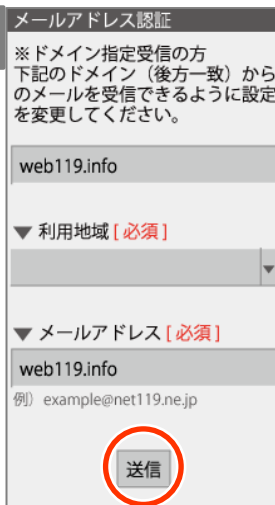 メールアドレス認証
※ドメイン指定受信の方
下記のドメイン（後方一致）から
のメールを受信できるように設定
を変更してください。
web119.info
▼ 利用地域 [ 必須 ]
▼ メールアドレス [ 必須 ]
web119.info
例）example@net119.ne.jp
送信